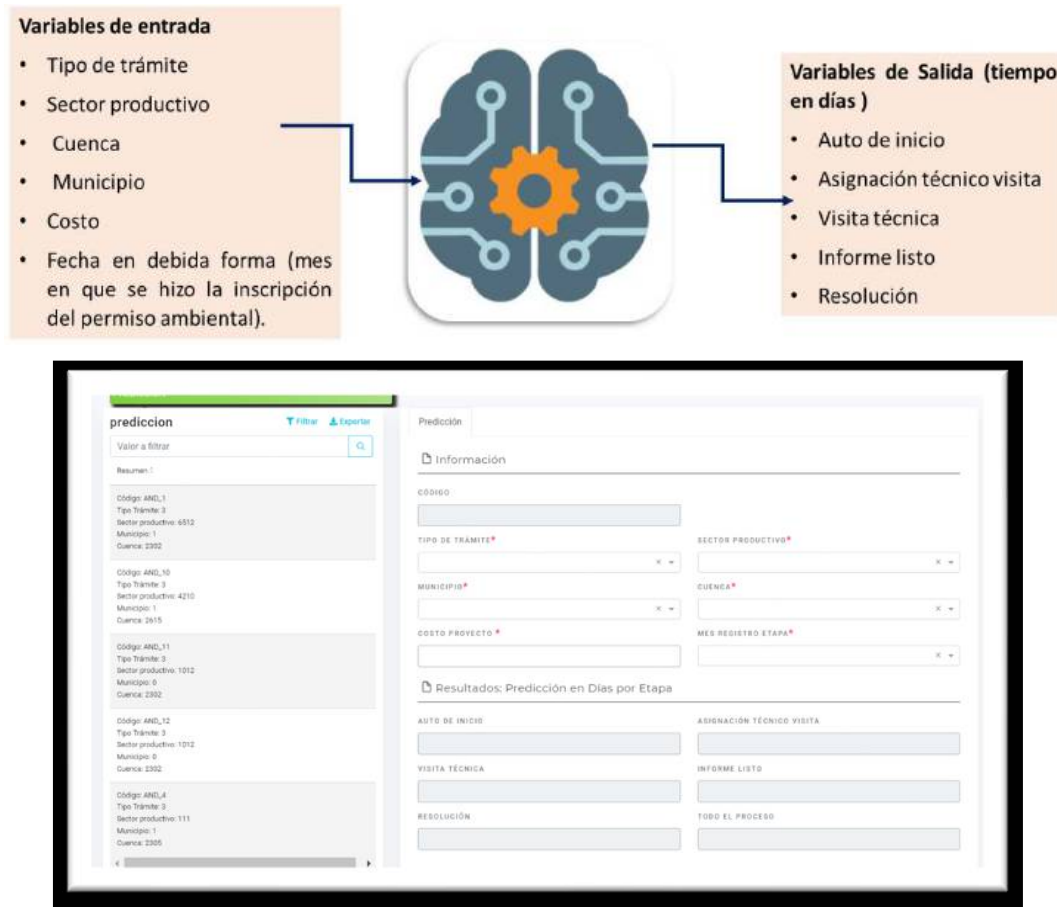 Variables de entrada
• Tipo de trámite
• Sector productivo
• Cuenca
• Municipio
• Costo
• Fecha en debida forma (mes
en que se hizo la inscripción
del permiso ambiental).
Variables de Salida (tiempo
en días )
• Auto de inicio
• Asignación técnico visita
• Visita técnica
• Informe listo
• Resolución
prediccion
Filtrar
Exportar
Valor a filtrar
Resumen
Código: AND_1
Tipo Trámite: 3
Sector productivo: 6512
Municipio: 1
Cuenca: 2302
Código: AND_10
Tipo Trámite: 3
Sector productivo: 4210
Municipio: 1
Cuenca: 2615
Código: AND_11
Tipo Trámite: 3
Sector productivo: 1012
Municipio: 0
Cuenca: 2302
Código: AND_12
Tipo Trámite: 3
Sector productivo: 1012
Municipio: 0
Cuenca: 2302
Código: AND_4
Tipo Trámite: 3
Sector productivo: 111
Municipio: 1
Cuenca: 2305
Predicción
Información
CÓDIGO
TIPO DE TRÁMITE*
SECTOR PRODUCTIVO*
MUNICIPIO*
CUENCA*
COSTO PROYECTO *
MES REGISTRO ETAPA*
Resultados: Predicción en Días por Etapa
AUTO DE INICIO
ASIGNACIÓN TÉCNICO VISITA
VISITA TÉCNICA
INFORME LISTO
RESOLUCIÓN
TODO EL PROCESO